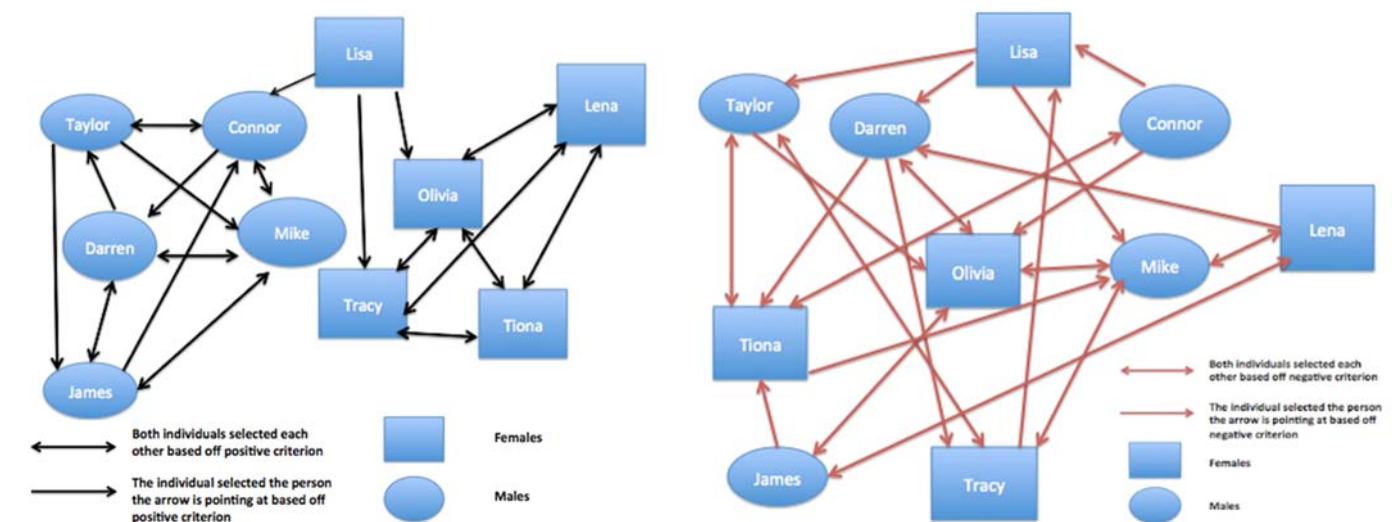 Lisa
Taylor
Connor
Lena
Olivia
Darren
Mike
Tracy
Tiona
James
Both individuals selected each
other based off positive criterion
The individual selected the person
the arrow is pointing at based off
positive criterion
Females
Males
Lisa
Taylor
Darren
Connor
Lena
Olivia
Mike
Tiona
James
Tracy
Both individuals selected each
other based off negative criterion
The individual selected the person
the arrow is pointing at based off
negative criterion
Females
Males